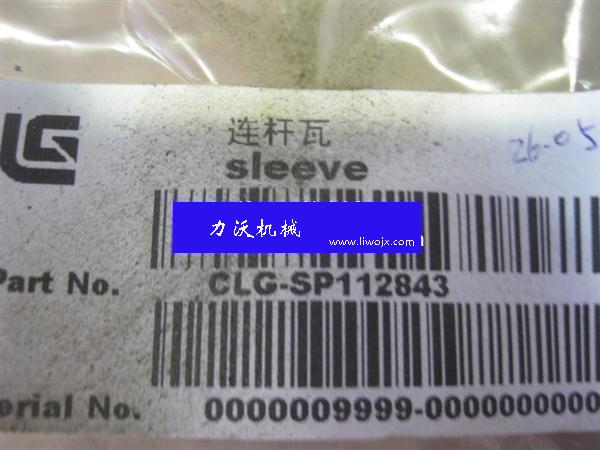 连杆瓦
26-05
sleeve
力沃机械
www.liwojx.com
Part No. CLG-SP112843
erial No. 0000009999-0000000000